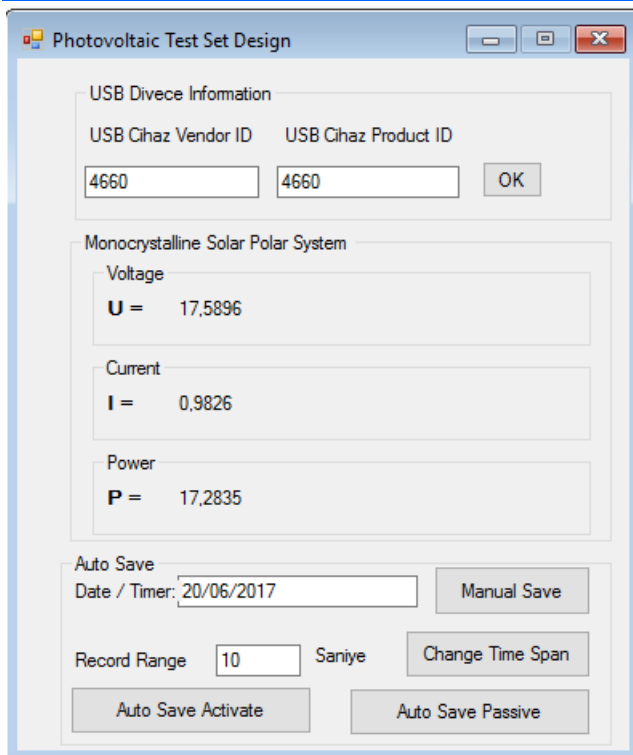 Photovoltaic Test Set Design
USB Divece Information
USB Cihaz Vendor ID USB Cihaz Product ID
4660 4660 OK
Monocrystalline Solar Polar System
Voltage
U = 17,5896
Current
I = 0,9826
Power
P = 17,2835
Auto Save
Date / Timer: 20/06/2017 Manual Save
Record Range 10 Saniye Change Time Span
Auto Save Activate Auto Save Passive